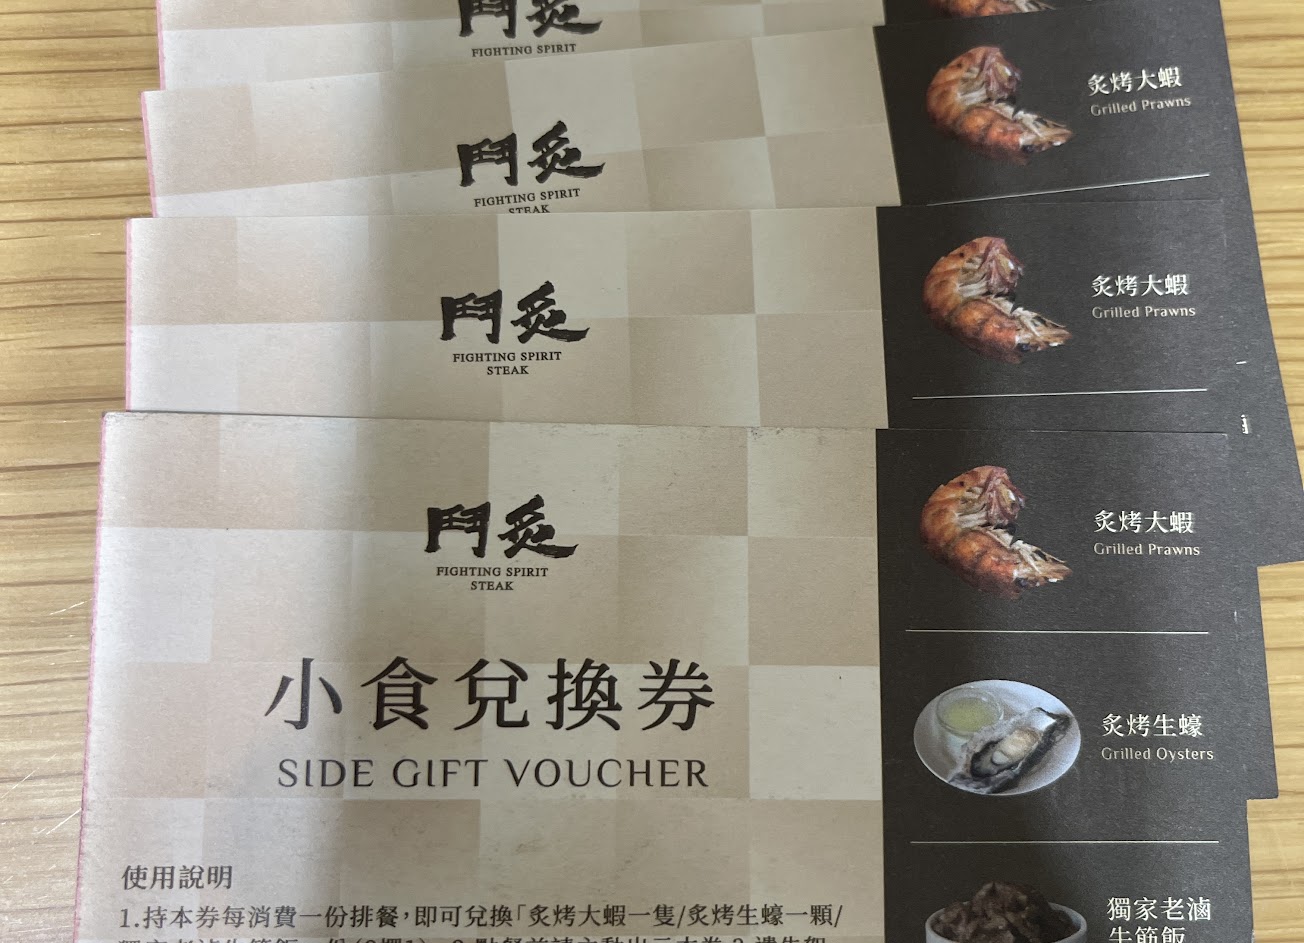 鬥炙
FIGHTING SPIRIT
炙烤大蝦
Grilled Prawns
鬥炙
FIGHTING SPIRIT
STEAK
炙烤大蝦
Grilled Prawns
鬥炙
FIGHTING SPIRIT
STEAK
炙烤大蝦
Grilled Prawns
鬥炙
FIGHTING SPIRIT
STEAK
小食兌換券
SIDE GIFT VOUCHER
炙烤生蠔
Grilled Oysters
獨家老滷
牛筋飯
使用說明
1.持本券每消費一份排餐,即可兌換「炙烤大蝦一隻/炙烤生蠔一顆/